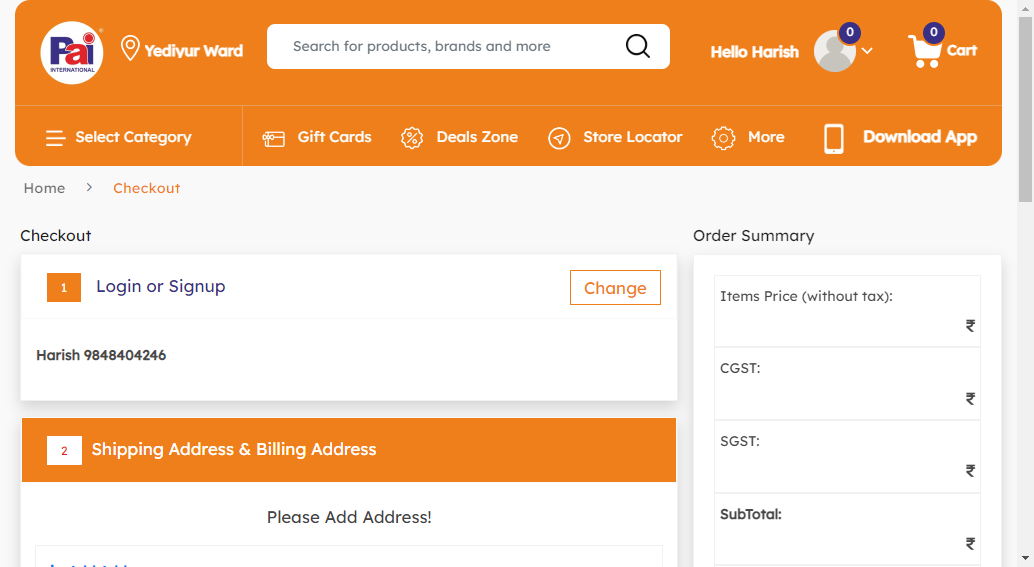 Pai
INTERNATIONAL
Yediyur Ward
Search for products, brands and more
Hello Harish
0
0
Cart
Select Category
Gift Cards
Deals Zone
Store Locator
More
Download App
Home > Checkout
Checkout
Order Summary
1 Login or Signup
Change
Items Price (without tax):
₹
Harish 9848404246
CGST:
₹
2 Shipping Address & Billing Address
SGST:
₹
Please Add Address!
SubTotal:
₹